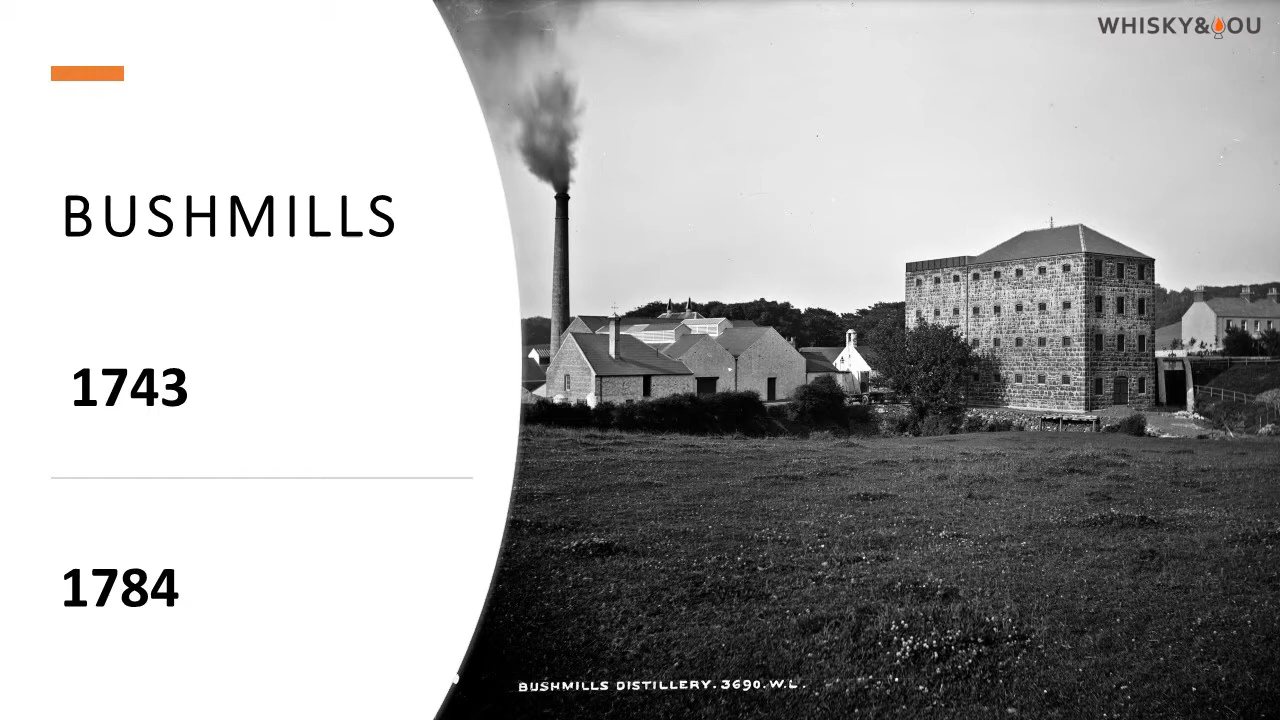 WHISKY&YOU
BUSHMILLS
1743
1784
BUSHMILLS DISTILLERY. 3690. W.L.